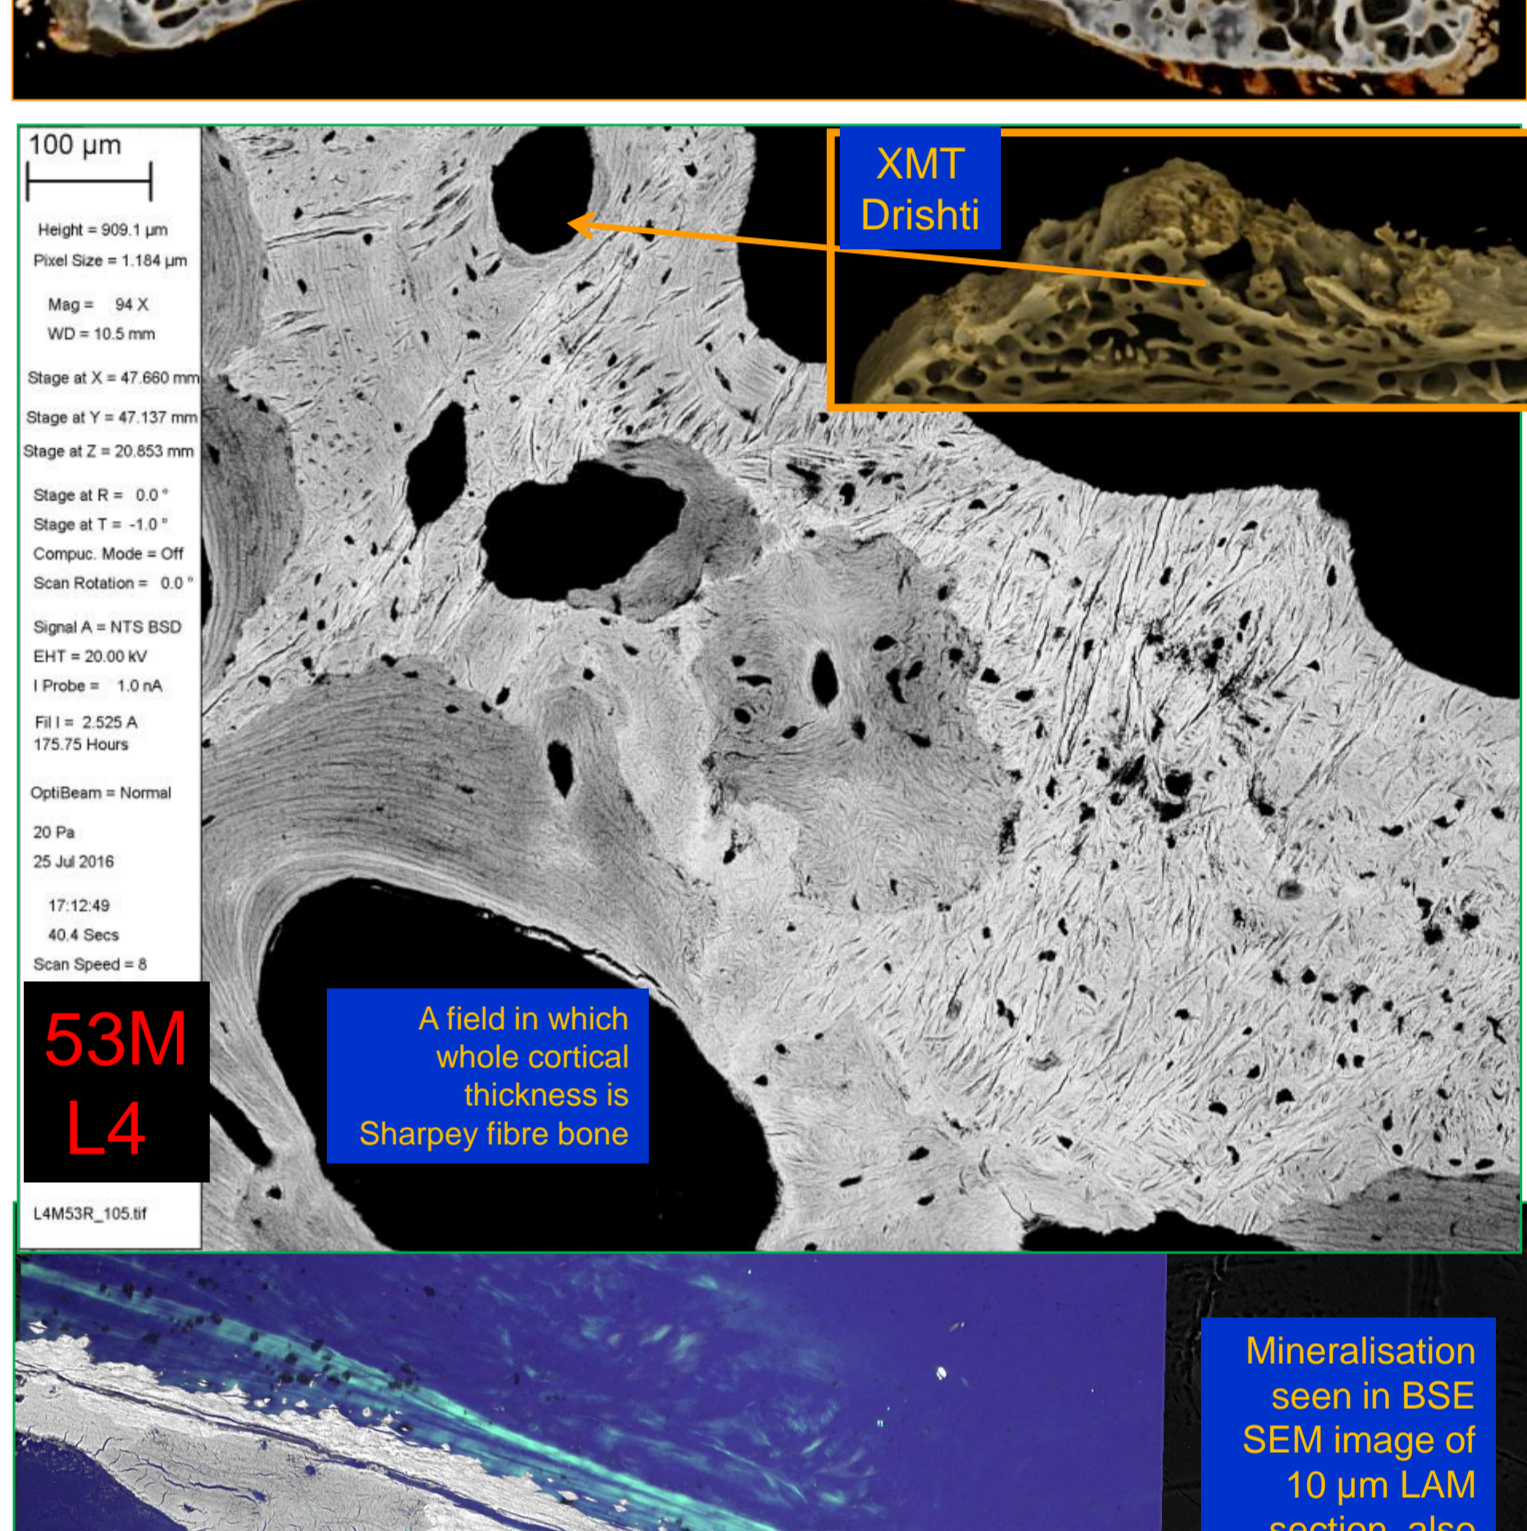 100 µm
Height = 909.1 µm
Pixel Size = 1.184 µm
Mag = 94 X
WD = 10.5 mm
Stage at X = 47.660 mm
Stage at Y = 47.137 mm
Stage at Z = 20.853 mm
Stage at R = 0.0 °
Stage at T = -1.0 °
Compuc. Mode = Off
Scan Rotation = 0.0 °
Signal A = NTS BSD
EHT = 20.00 kV
I Probe = 1.0 nA
Fil I = 2.525 A
175.75 Hours
OptiBeam = Normal
20 Pa
25 Jul 2016
17:12:49
40.4 Secs
Scan Speed = 8
53M
L4
L4M53R_105.tif
XMT
Drishti
A field in which
whole cortical
thickness is
Sharpey fibre bone
Mineralisation
seen in BSE
SEM image of
10 µm LAM
section, also